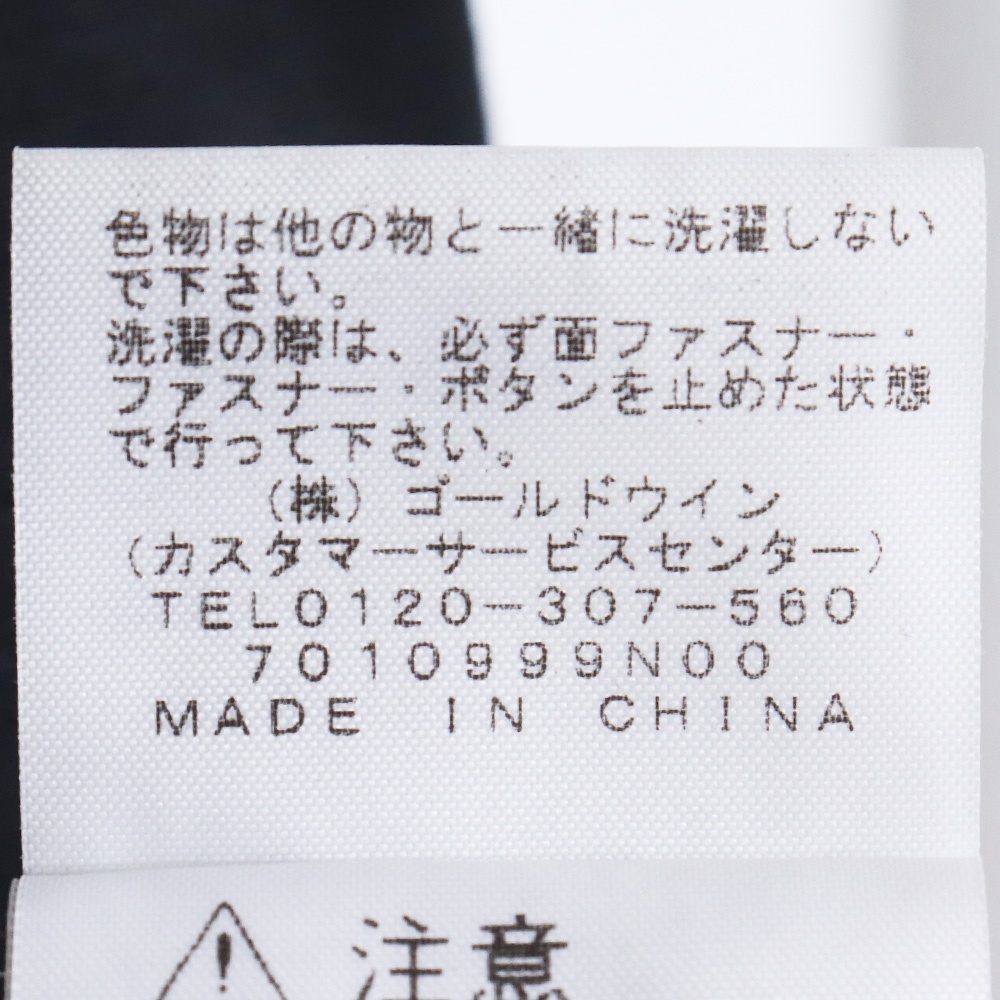 色物は他の物と一緒に洗濯しない
で下さい。
洗濯の際は、必ず面ファスナー・
ファスナー・ボタンを止めた状態
で行って下さい。
(株) ゴールドウイン
(カスタマーサービスセンター)
TEL0120-307-560
7010999N00
MADE IN CHINA
注意